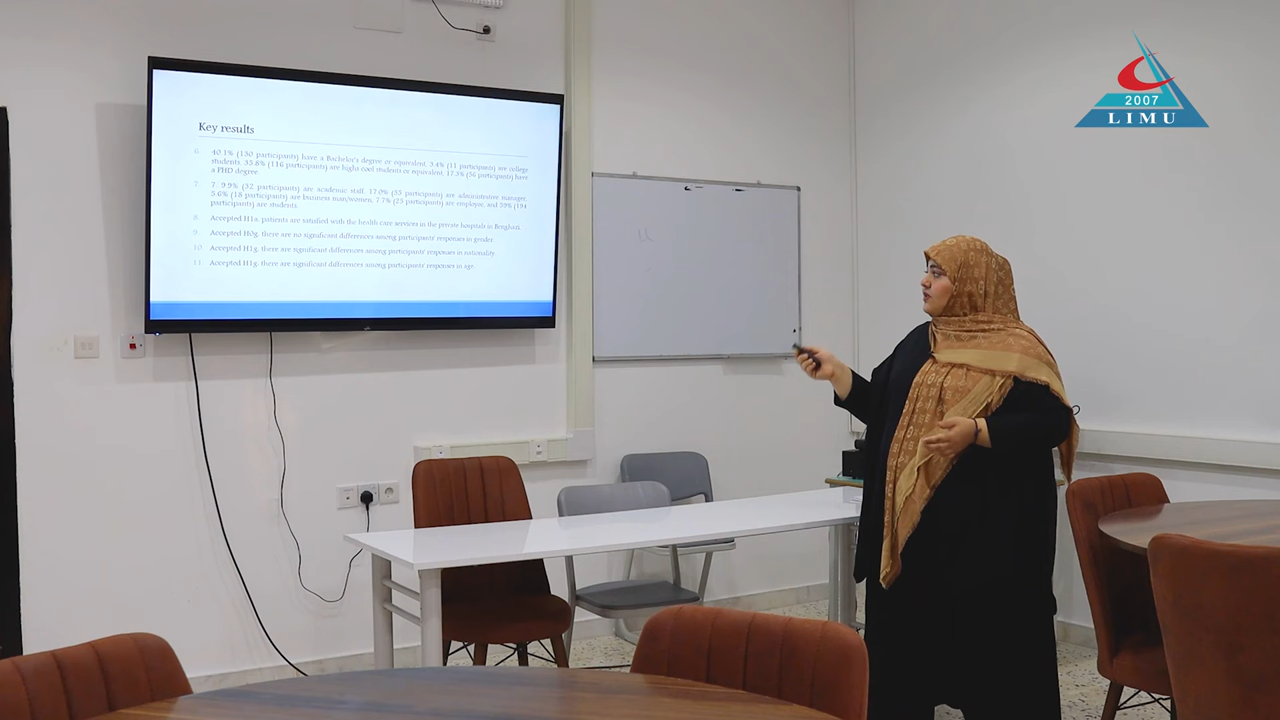 Key results
6. 40.1% (130 participants) have a Bachelor's degree or equivalent, 3.4% (11 participants) are college
students, 35.8% (116 participants) are high cool students or equivalent, 17.3% (56 participants) have
a PHD degree.
7. 7. 9.9% (32 participants) are academic staff, 17.0% (55 participants) are administrative manager,
5.6% (18 participants) are business man/women, 7.7% (25 participants) are employee, and 59% (194
participants) are students.
8. Accepted H1a, patients are satisfied with the health care services in the private hospitals in Benghazi.
9. Accepted H0g, there are no significant differences among participants' responses in gender
10. Accepted H1g, there are significant differences among participants' responses in nationality
11. Accepted H1g, there are significant differences among participants' responses in age
2007
LIMU